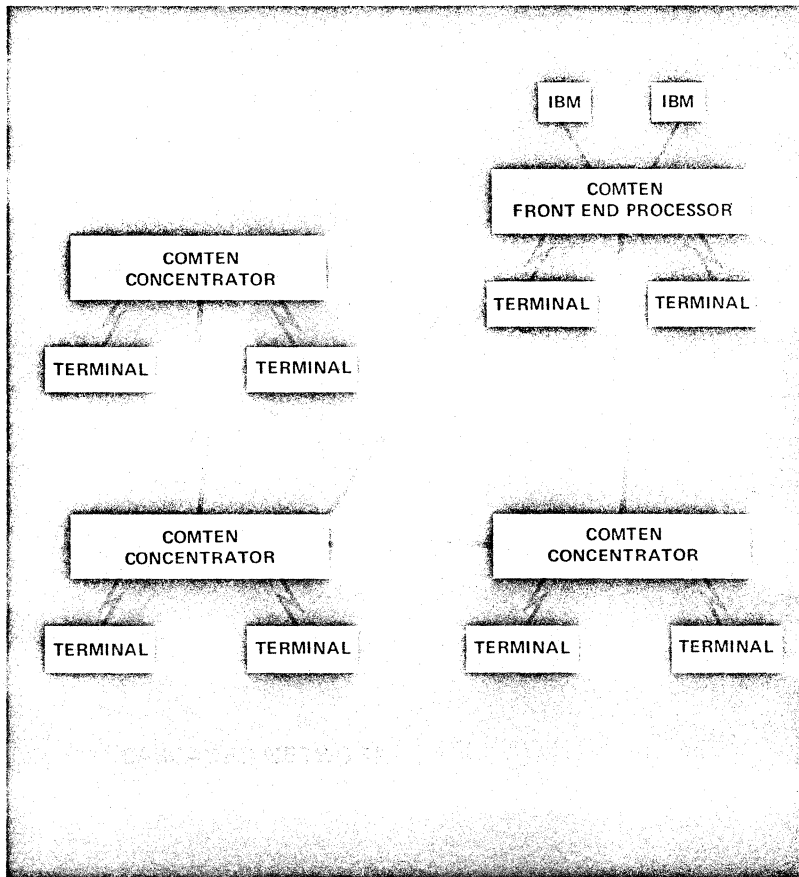 IBM
IBM
COMTEN
FRONT END PROCESSOR
TERMINAL
TERMINAL
COMTEN
CONCENTRATOR
TERMINAL
TERMINAL
COMTEN
CONCENTRATOR
TERMINAL
TERMINAL
COMTEN
CONCENTRATOR
TERMINAL
TERMINAL